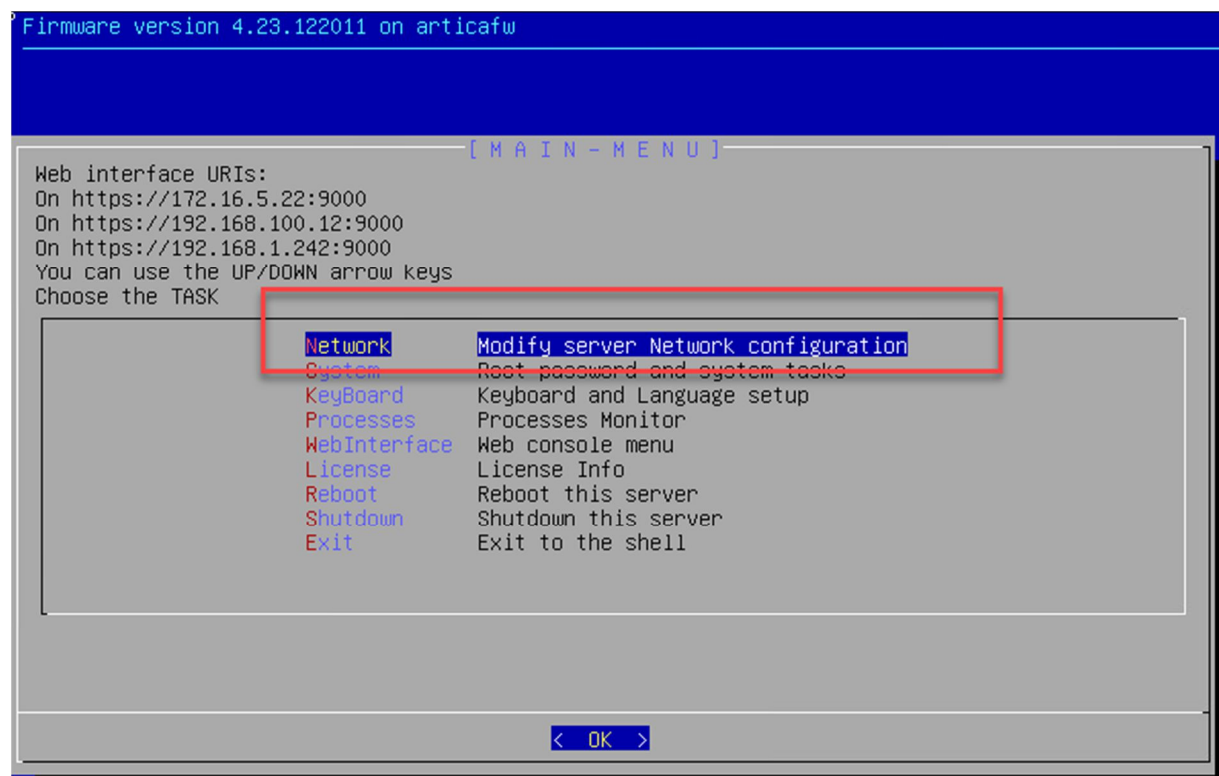 Firmware version 4.23.122011 on articafw
[ M A I N - M E N U ]
Web interface URIs:
On https://172.16.5.22:9000
On https://192.168.100.12:9000
On https://192.168.1.242:9000
You can use the UP/DOWN arrow keys
Choose the TASK
Network Modify server Network configuration
System Root password and system tasks
KeyBoard Keyboard and Language setup
Processes Processes Monitor
WebInterface Web console menu
License License Info
Reboot Reboot this server
Shutdown Shutdown this server
Exit Exit to the shell
< OK >